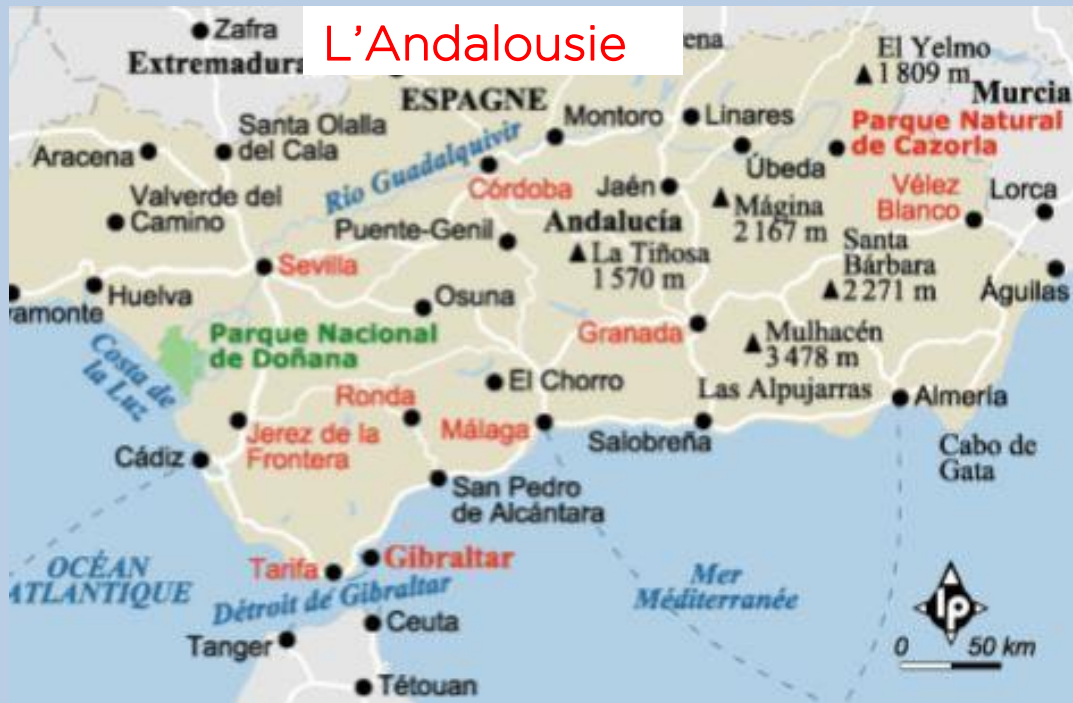 L'Andalousie
Zafra
Extremadura
ESPAGNE
El Yelmo
1 809 m
Murcia
Santa Olalla
del Cala
Aracena
Río Guadalquivir
Montoro
Linares
Parque Natural
de Cazorla
Úbeda
Córdoba
Jaén
Valverde del
Camino
Vélez
Blanco
Lorca
Puente-Genil
Andalucía
Mágina
2 167 m
La Tiñosa
1 570 m
Santa
Bárbara
2 271 m
Sevilla
Huelva
Osuna
Águilas
Parque Nacional
de Doñana
Granada
Mulhacén
3 478 m
Costa de
la Luz
El Chorro
Las Alpujarras
Almería
Ronda
Jerez de la
Frontera
Málaga
Salobreña
Cabo de
Gata
Cádiz
San Pedro
de Alcántara
OCÉAN
ATLANTIQUE
Tarifa
Gibraltar
Détroit de Gibraltar
Mer
Méditerranée
lp
Ceuta
Tanger
Tétouan
0 50 km